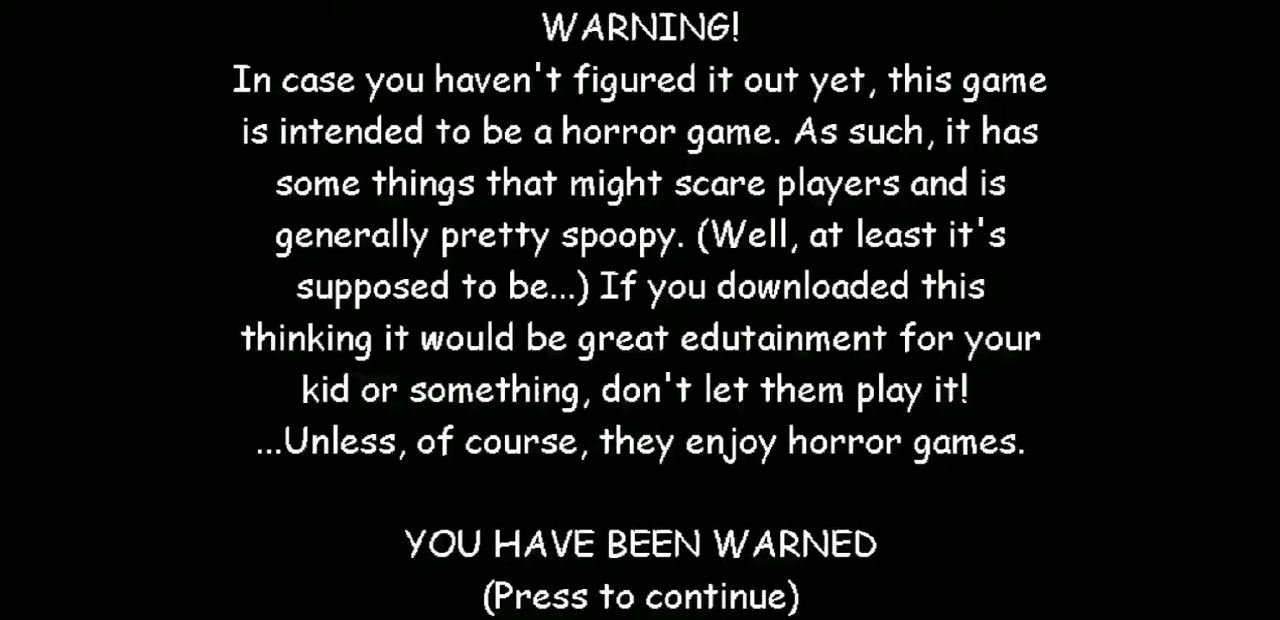 WARNING!
In case you haven't figured it out yet, this game
is intended to be a horror game. As such, it has
some things that might scare players and is
generally pretty spoopy. (Well, at least it's
supposed to be...) If you downloaded this
thinking it would be great edutainment for your
kid or something, don't let them play it!
...Unless, of course, they enjoy horror games.
YOU HAVE BEEN WARNED
(Press to continue)